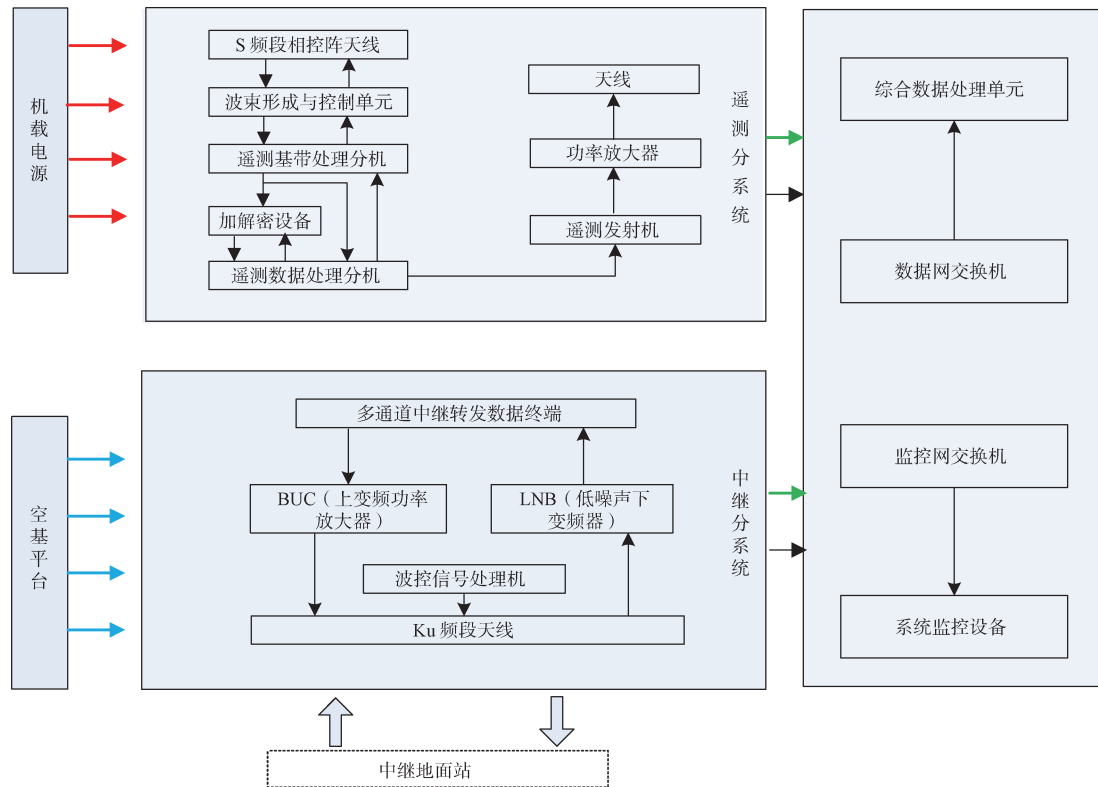 机载电源
S 频段相控阵天线
波束形成与控制单元
遥测基带处理分机
加解密设备
遥测数据处理分机
天线
功率放大器
遥测发射机
遥测分系统
综合数据处理单元
数据网交换机
空基平台
多通道中继转发数据终端
BUC（上变频功率
放大器）
LNB（低噪声下
变频器）
波控信号处理机
Ku 频段天线
中继分系统
监控网交换机
系统监控设备
中继地面站